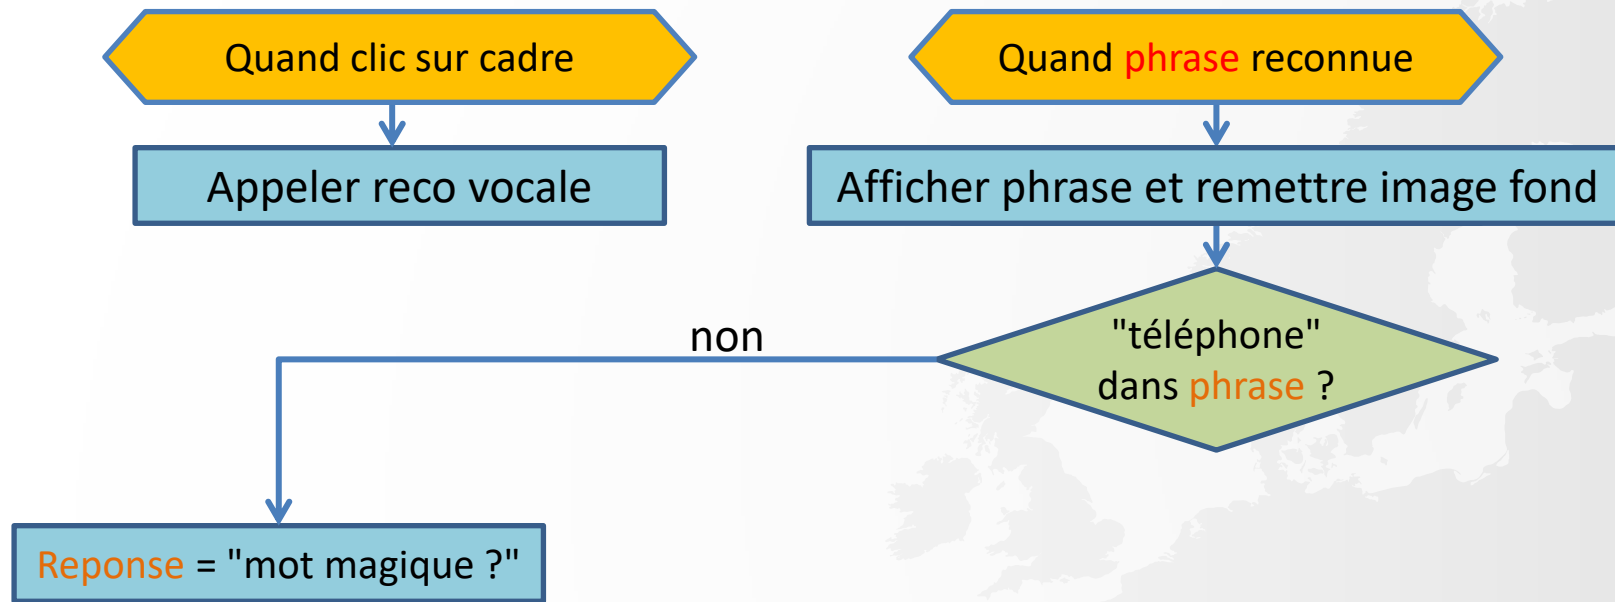 Quand clic sur cadre
Quand phrase reconnue
Appeler reco vocale
Afficher phrase et remettre image fond
non
"téléphone"
dans phrase ?
Reponse = "mot magique ?"